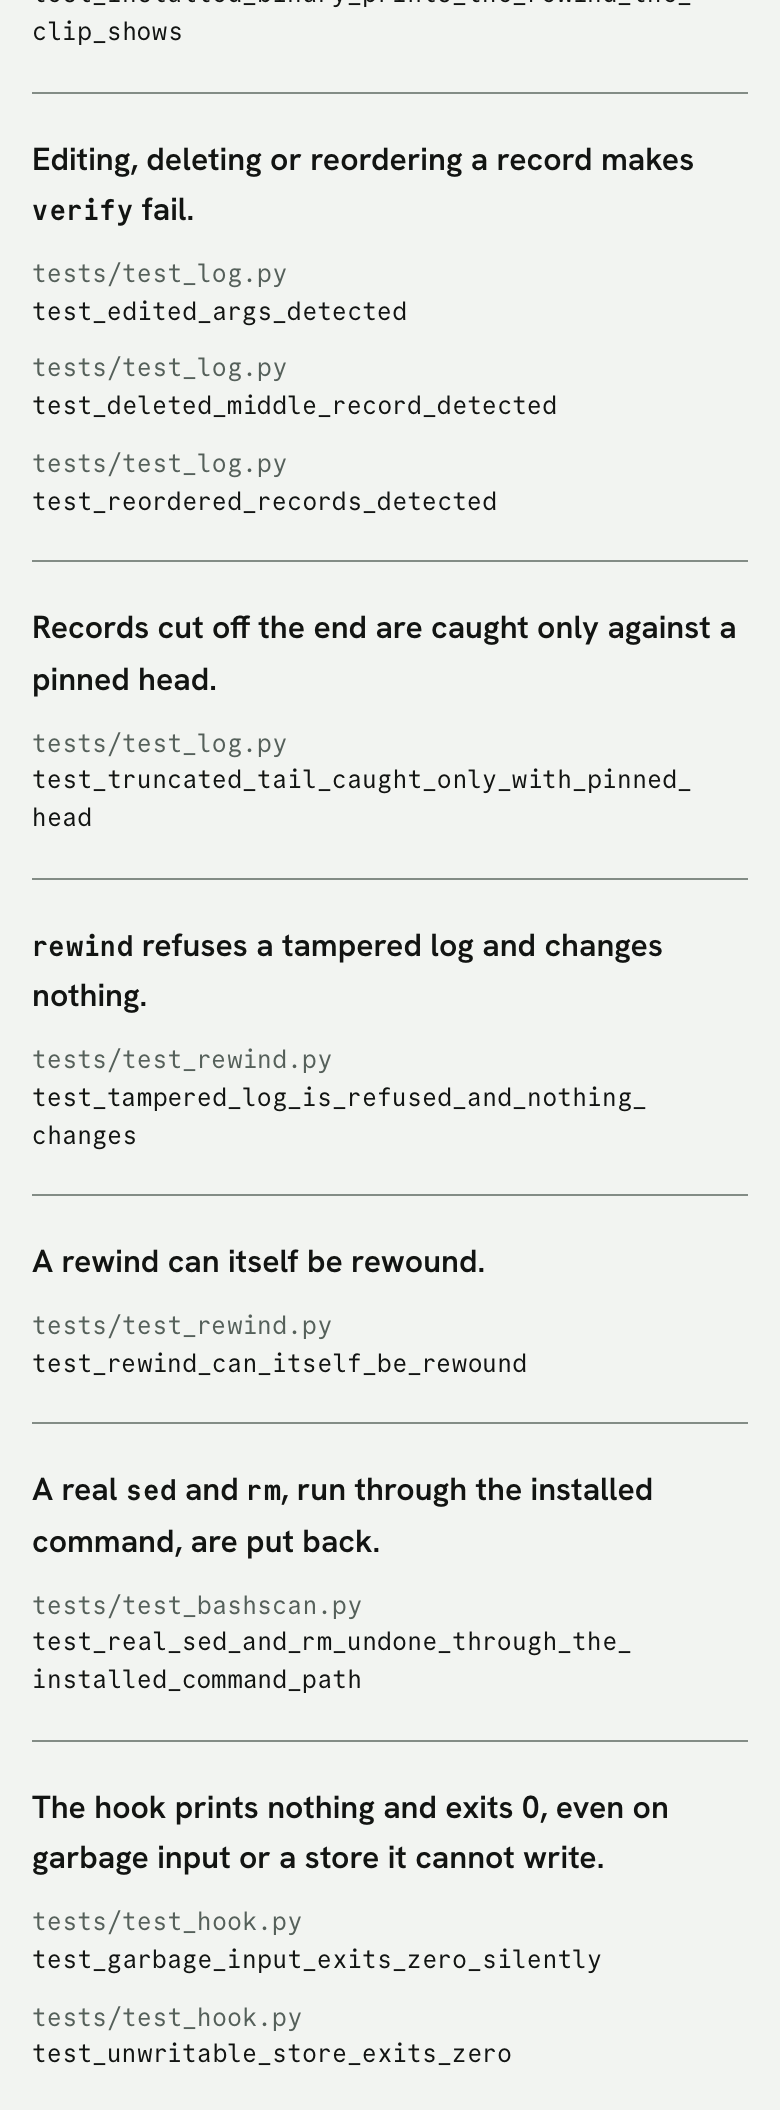 clip_shows
Editing, deleting or reordering a record makes
verify fail.
tests/test_log.py
test_edited_args_detected
tests/test_log.py
test_deleted_middle_record_detected
tests/test_log.py
test_reordered_records_detected
Records cut off the end are caught only against a
pinned head.
tests/test_log.py
test_truncated_tail_caught_only_with_pinned_
head
rewind refuses a tampered log and changes
nothing.
tests/test_rewind.py
test_tampered_log_is_refused_and_nothing_
changes
A rewind can itself be rewound.
tests/test_rewind.py
test_rewind_can_itself_be_rewound
A real sed and rm, run through the installed
command, are put back.
tests/test_bashscan.py
test_real_sed_and_rm_undone_through_the_
installed_command_path
The hook prints nothing and exits 0, even on
garbage input or a store it cannot write.
tests/test_hook.py
test_garbage_input_exits_zero_silently
tests/test_hook.py
test_unwritable_store_exits_zero